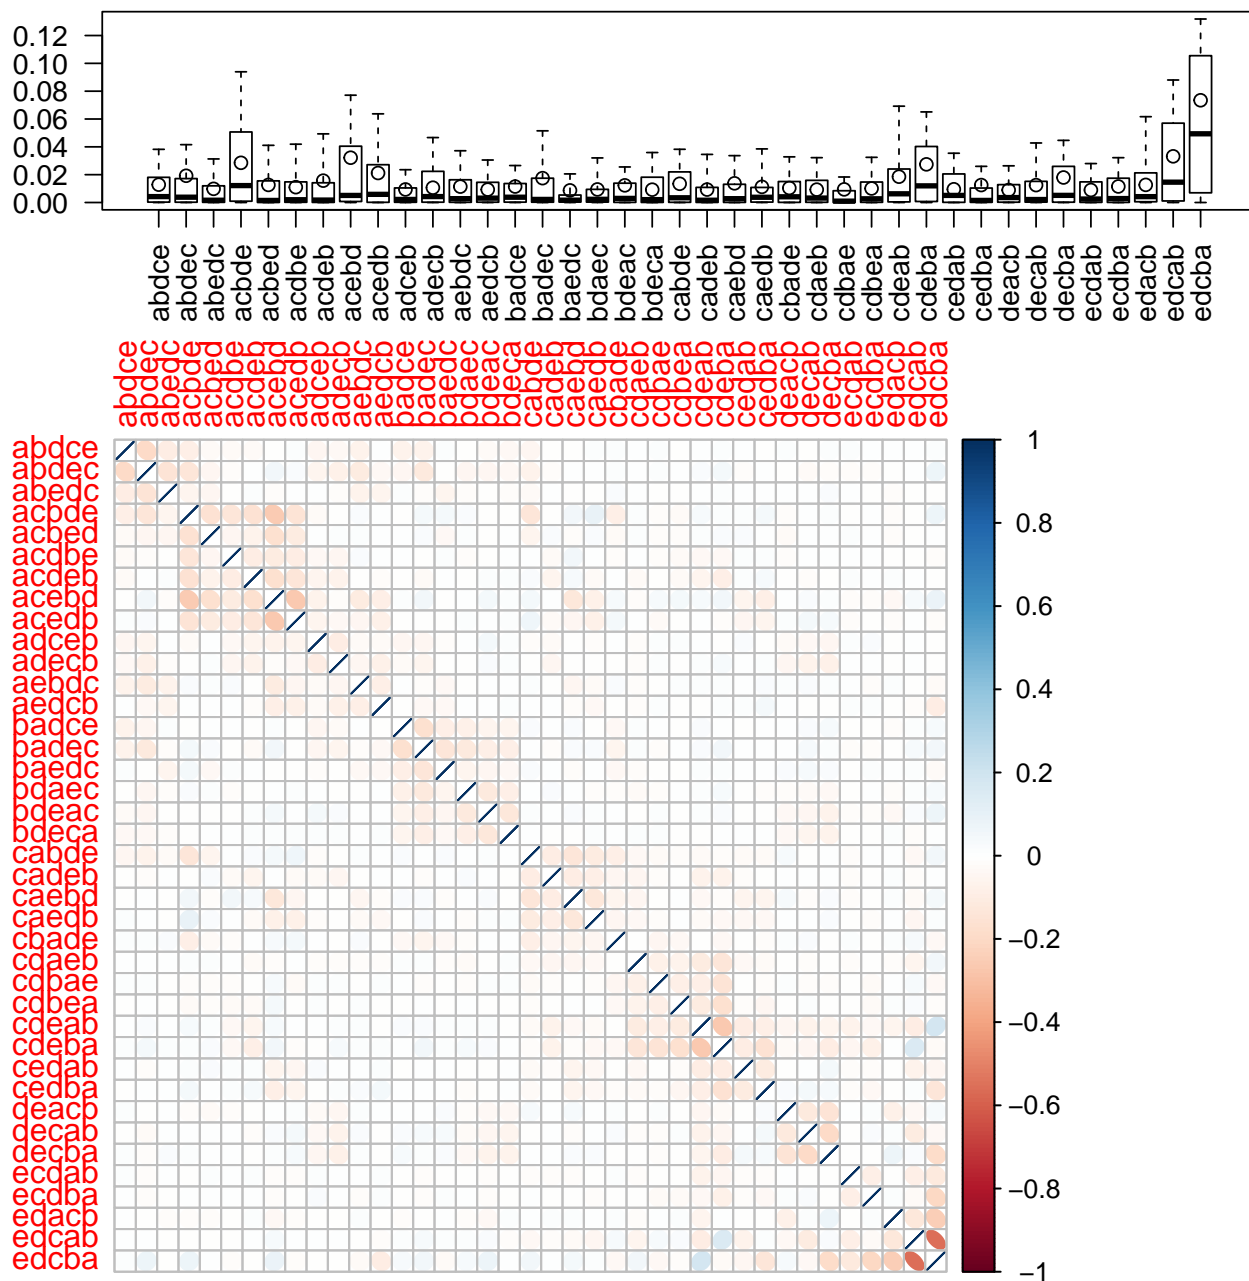 0.12
0.10
0.08
0.06
0.04
0.02
0.00
abdce
abdec
abedc
acbde
acbed
acdbe
acdeb
acebd
acedb
adceb
adecb
aebdc
aedcb
badce
badec
baedc
bdaec
bdeac
bdeca
cabde
cadeb
caebd
caedb
cbade
cdaeb
cdbae
cdbea
cdeab
cdeba
cedab
cedba
deacb
decab
decba
ecdab
ecdba
edacb
edcab
edcba
abdce
abdec
abedc
acbde
acbed
acdbe
acdeb
acebd
acedb
adceb
adecb
aebdc
aedcb
badce
badec
baedc
bdaec
bdeac
bdeca
cabde
cadeb
caebd
caedb
cbade
cdaeb
cdbae
cdbea
cdeab
cdeba
cedab
cedba
deacb
decab
decba
ecdab
ecdba
edacb
edcab
edcba
abdce
abdec
abedc
acbde
acbed
acdbe
acdeb
acebd
acedb
adceb
adecb
aebdc
aedcb
badce
badec
baedc
bdaec
bdeac
bdeca
cabde
cadeb
caebd
caedb
cbade
cdaeb
cdbae
cdbea
cdeab
cdeba
cedab
cedba
deacb
decab
decba
ecdab
ecdba
edacb
edcab
edcba
1
0.8
0.6
0.4
0.2
0
−0.2
−0.4
−0.6
−0.8
−1